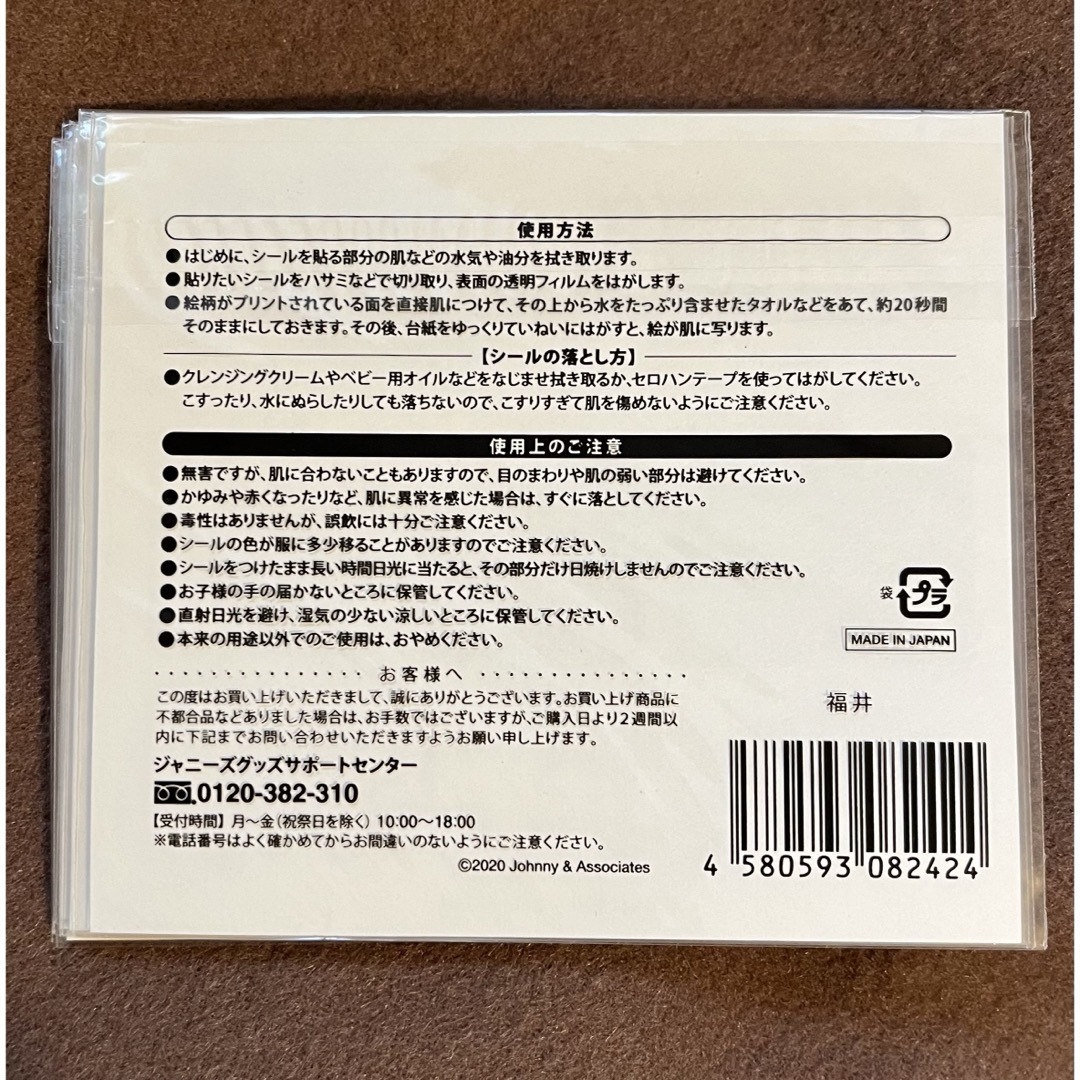 使用方法
●はじめに、シールを貼る部分の肌などの水気や油分を拭き取ります。
●貼りたいシールをハサミなどで切り取り、表面の透明フィルムをはがします。
●絵柄がプリントされている面を直接肌につけて、その上から水をたっぷり含ませたタオルなどをあて、約20秒間
そのままにしておきます。その後、台紙をゆっくりていねいにはがすと、絵が肌に写ります。
【シールの落とし方】
●クレンジングクリームやベビー用オイルなどをなじませ拭き取るか、セロハンテープを使ってはがしてください。
こすったり、水にぬらしたりしても落ちないので、こすりすぎて肌を傷めないようにご注意ください。
使用上のご注意
●無害ですが、肌に合わないこともありますので、目のまわりや肌の弱い部分は避けてください。
●かゆみや赤くなったりなど、肌に異常を感じた場合は、すぐに落としてください。
●毒性はありませんが、誤飲には十分ご注意ください。
●シールの色が服に多少移ることがありますのでご注意ください。
●シールをつけたまま長い時間日光に当たると、その部分だけ日焼けしませんのでご注意ください。
●お子様の手の届かないところに保管してください。
●直射日光を避け、湿気の少ない涼しいところに保管してください。
●本来の用途以外でのご使用は、おやめください。
袋 プラ
MADE IN JAPAN
お客様へ
この度はお買い上げいただきまして、誠にありがとうございます。お買い上げ商品に
不都合品などありました場合は、お手数ではございますが、ご購入日より2週間以
内に下記までお問い合わせいただきますようお願い申し上げます。
福井
ジャニーズグッズサポートセンター
0120-382-310
【受付時間】月〜金(祝祭日を除く)10:00〜18:00
※電話番号はよく確かめてからお間違いのないようにご注意ください。
©2020 Johnny & Associates
4 580593 082424